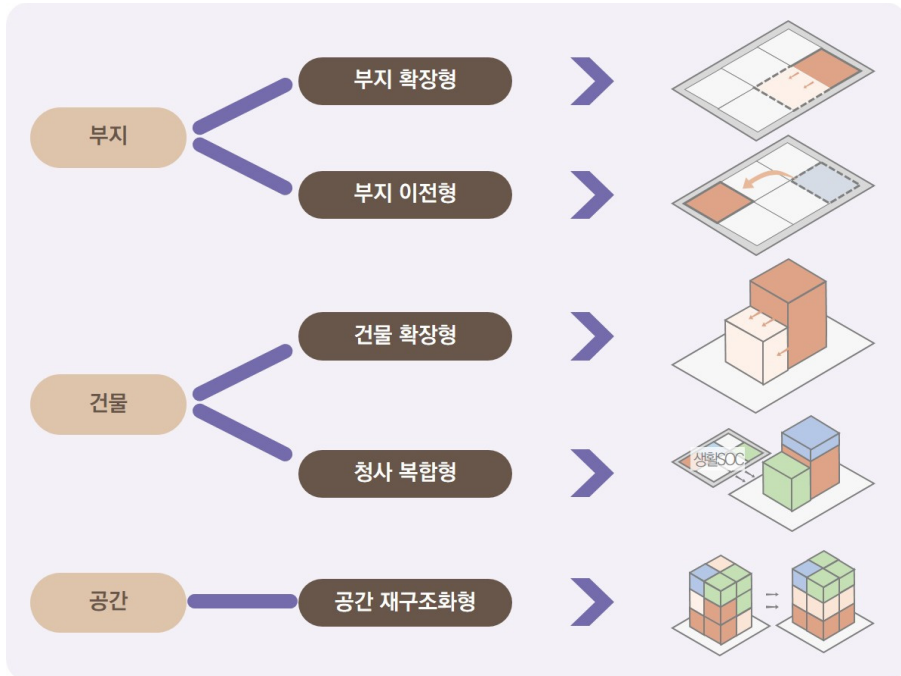 부지
부지 확장형
부지 이전형
건물
건물 확장형
청사 복합형
생활SOC
공간
공간 재구조화형